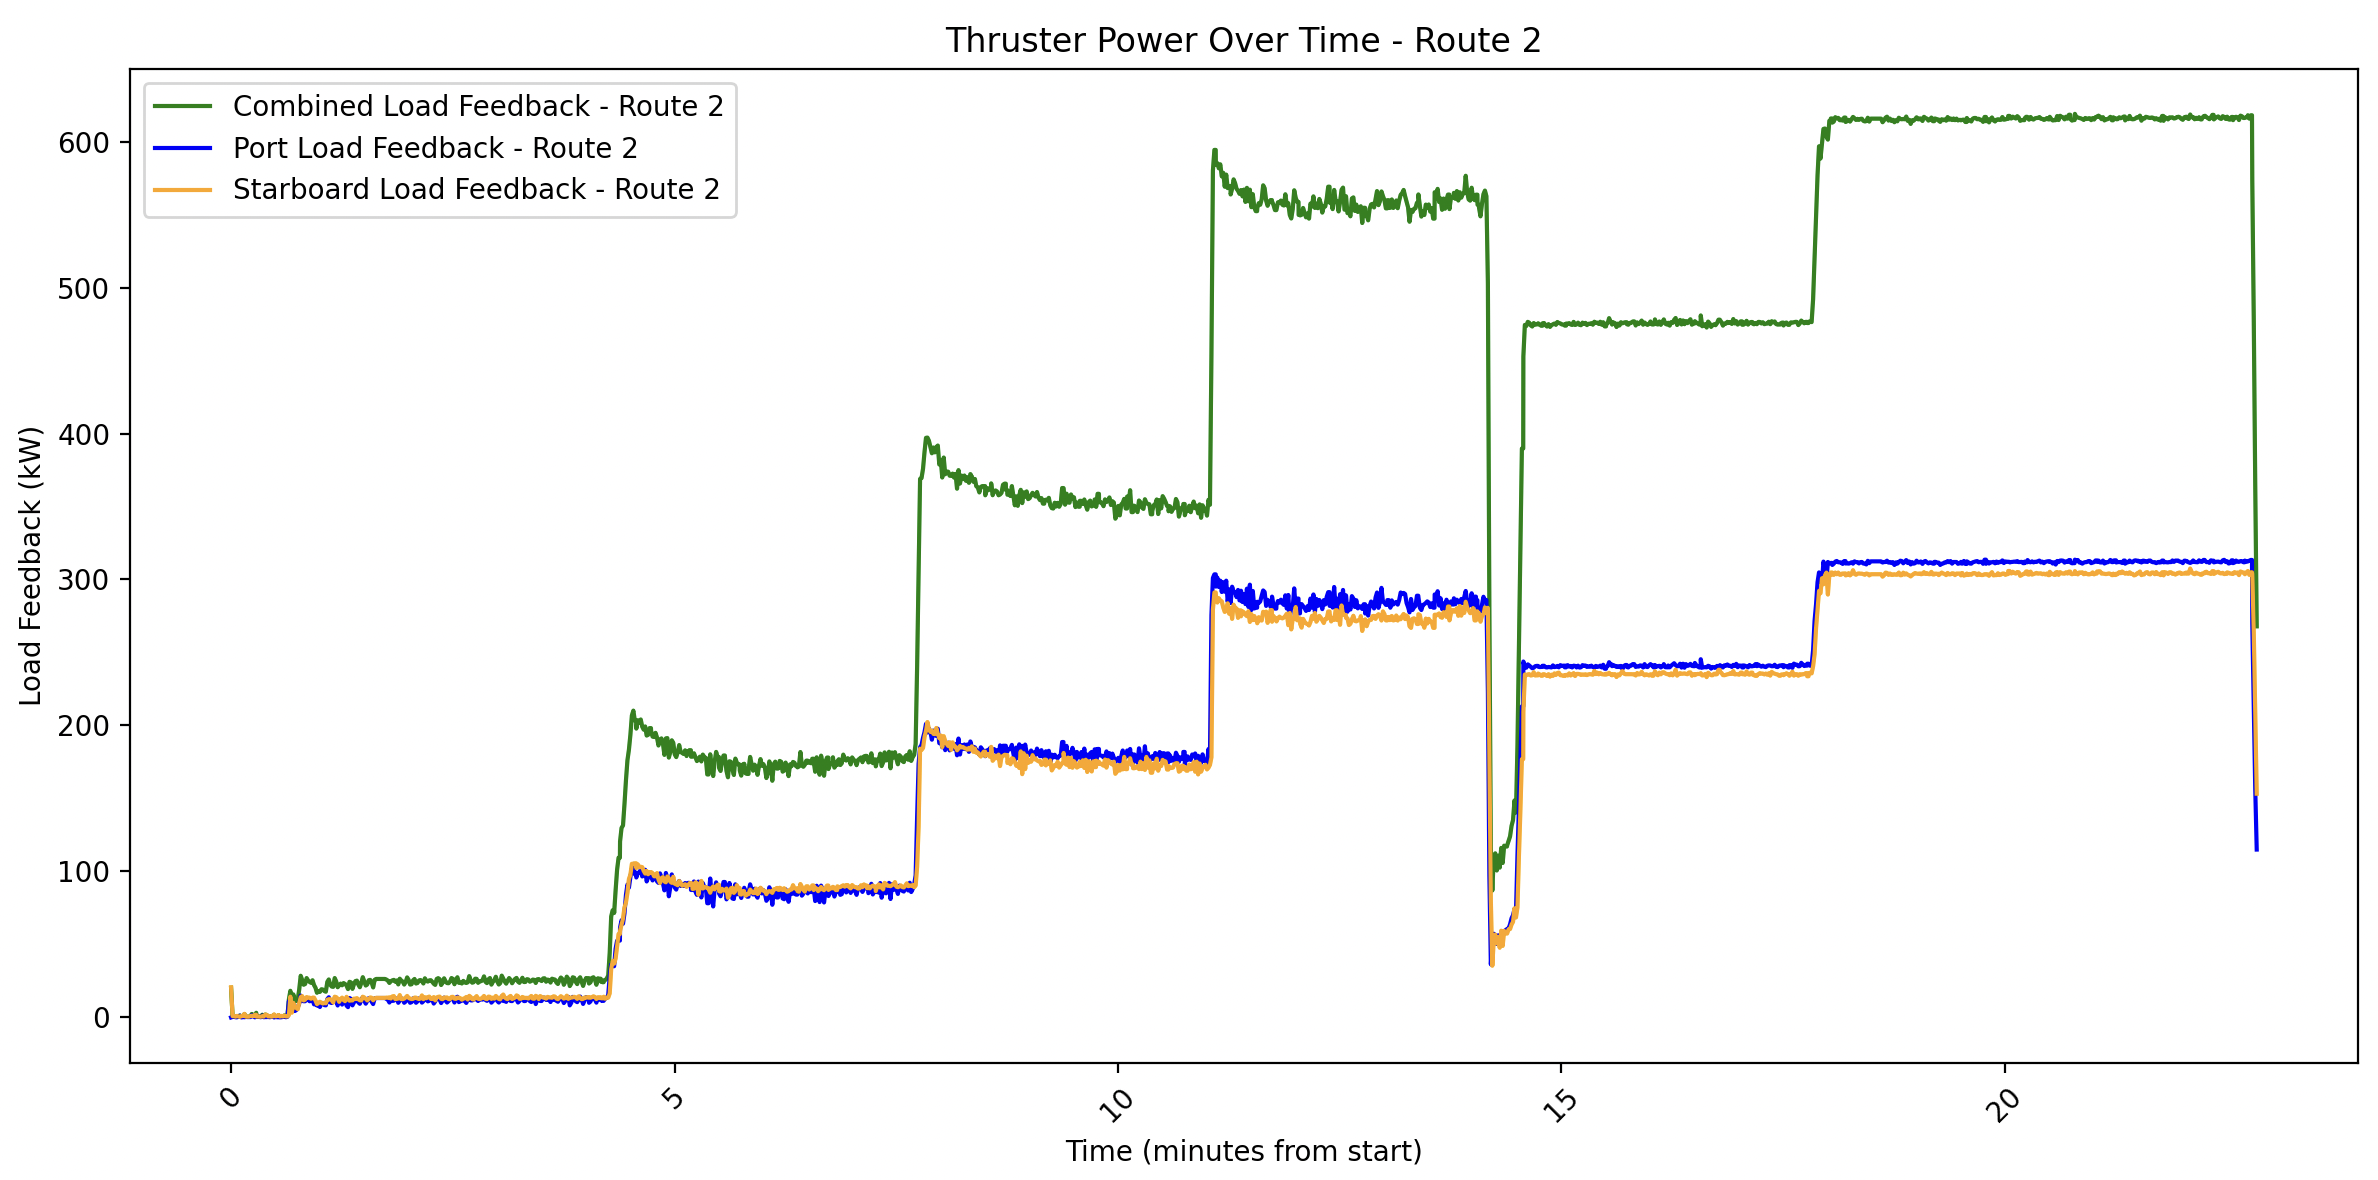 Thruster Power Over Time - Route 2
Combined Load Feedback - Route 2
Port Load Feedback - Route 2
Starboard Load Feedback - Route 2
Load Feedback (kW)
600
500
400
300
200
100
0
0
5
10
15
20
Time (minutes from start)